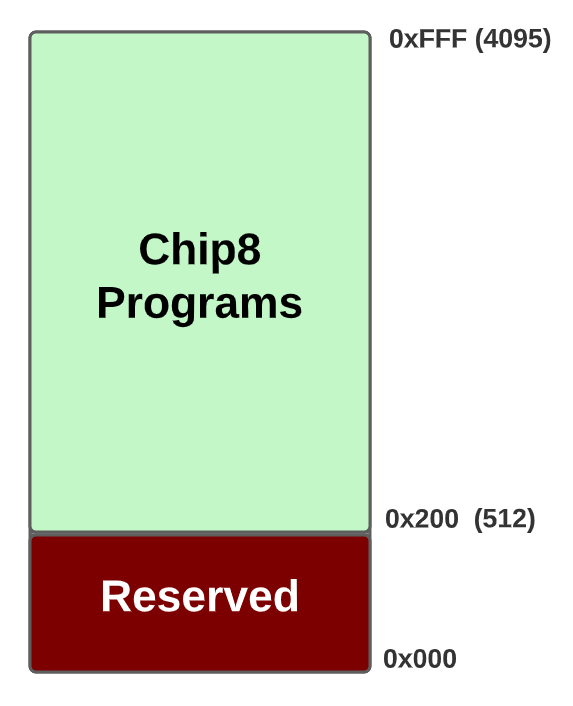 0xFFF (4095)
Chip8
Programs
0x200 (512)
Reserved
0x000